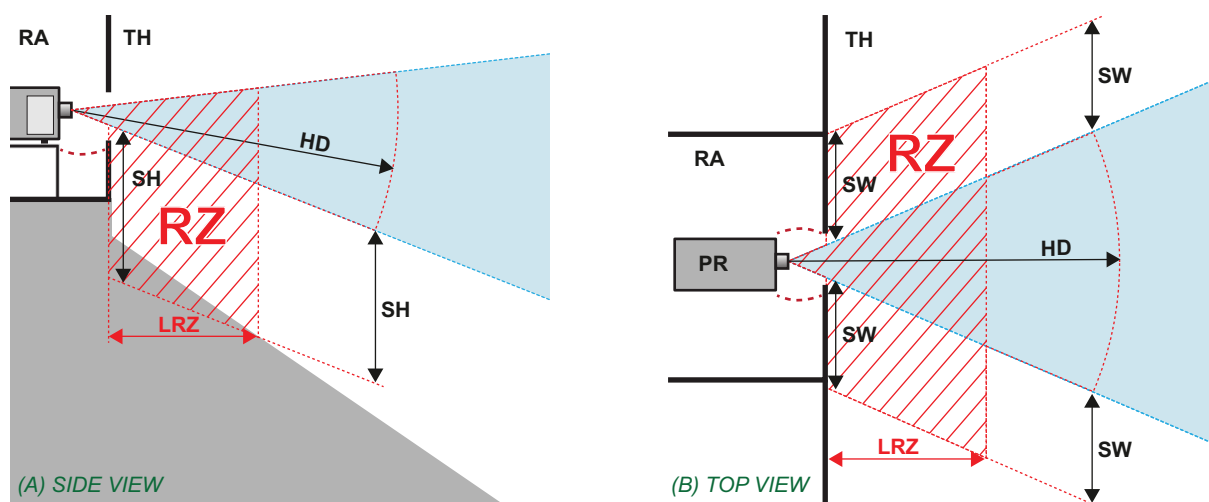 RA
TH
HD
SH
RZ
SH
LRZ
(A) SIDE VIEW
TH
SW
RA
RZ
SW
PR
HD
SW
LRZ
SW
(B) TOP VIEW